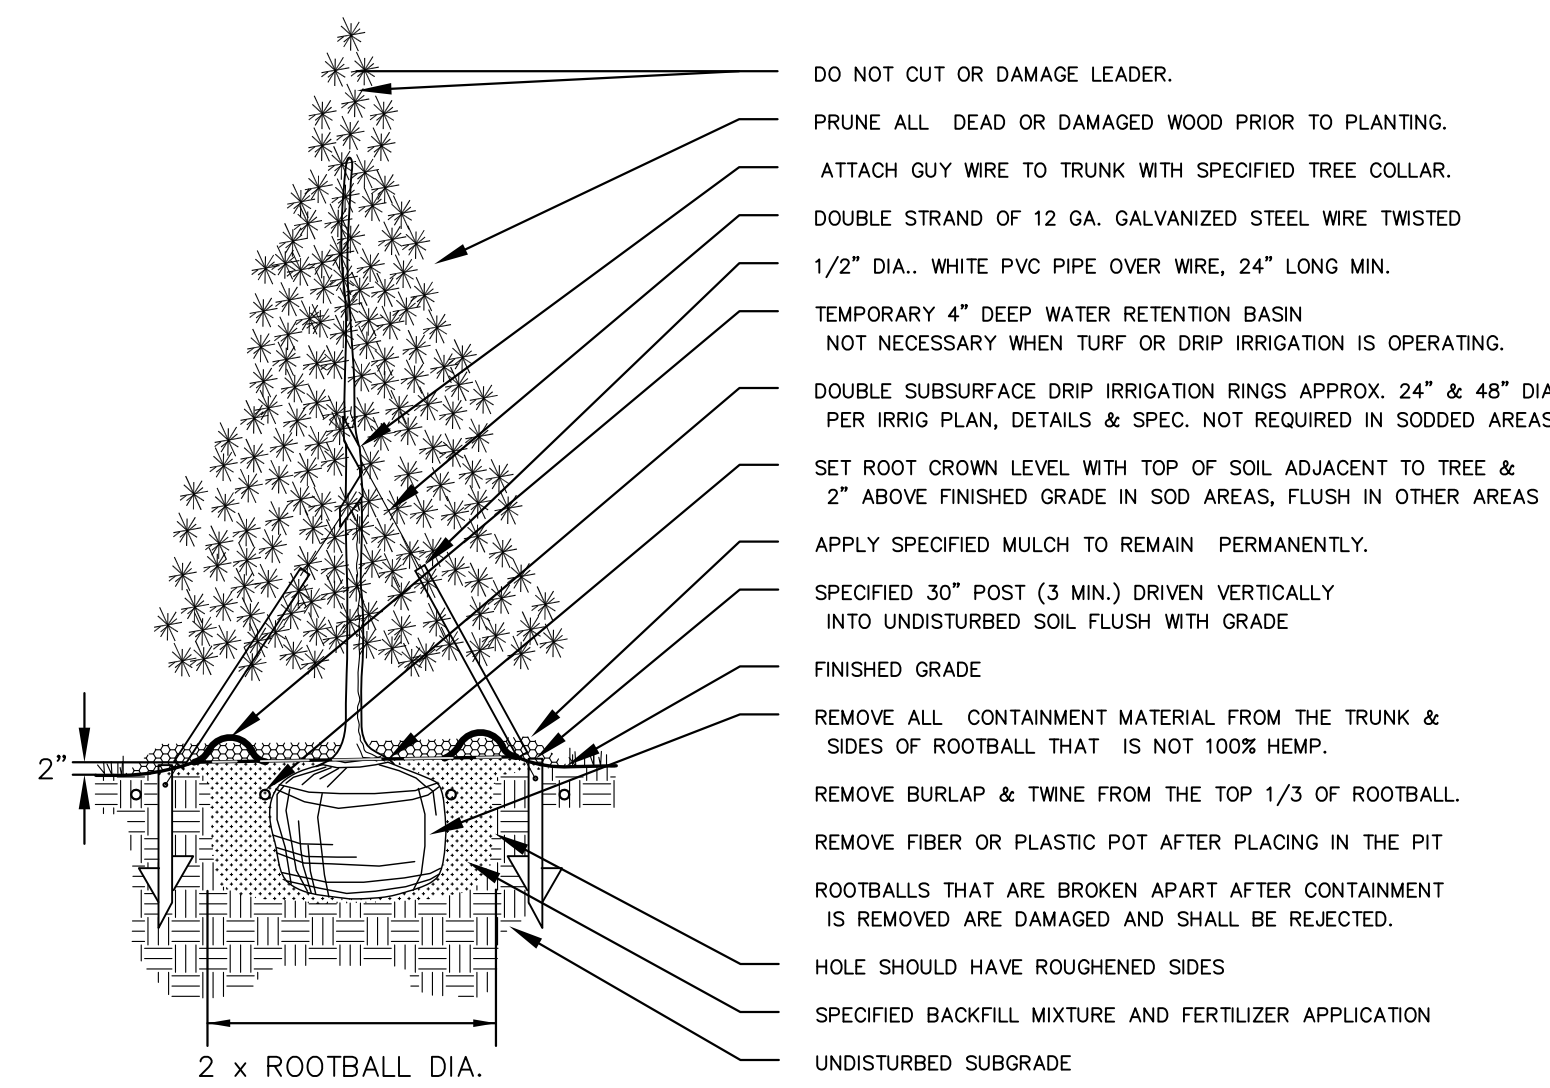 DO NOT CUT OR DAMAGE LEADER.
PRUNE ALL DEAD OR DAMAGED WOOD PRIOR TO PLANTING.
ATTACH GUY WIRE TO TRUNK WITH SPECIFIED TREE COLLAR.
DOUBLE STRAND OF 12 GA. GALVANIZED STEEL WIRE TWISTED
1/2” DIA.. WHITE PVC PIPE OVER WIRE, 24” LONG MIN.
TEMPORARY 4” DEEP WATER RETENTION BASIN
NOT NECESSARY WHEN TURF OR DRIP IRRIGATION IS OPERATING.
DOUBLE SUBSURFACE DRIP IRRIGATION RINGS APPROX. 24” & 48” DIA
PER IRRIG PLAN, DETAILS & SPEC. NOT REQUIRED IN SODDED AREAS
SET ROOT CROWN LEVEL WITH TOP OF SOIL ADJACENT TO TREE &
2” ABOVE FINISHED GRADE IN SOD AREAS, FLUSH IN OTHER AREAS
APPLY SPECIFIED MULCH TO REMAIN PERMANENTLY.
SPECIFIED 30” POST (3 MIN.) DRIVEN VERTICALLY
INTO UNDISTURBED SOIL FLUSH WITH GRADE
FINISHED GRADE
REMOVE ALL CONTAINMENT MATERIAL FROM THE TRUNK &
SIDES OF ROOTBALL THAT IS NOT 100% HEMP.
REMOVE BURLAP & TWINE FROM THE TOP 1/3 OF ROOTBALL.
REMOVE FIBER OR PLASTIC POT AFTER PLACING IN THE PIT
ROOTBALLS THAT ARE BROKEN APART AFTER CONTAINMENT
IS REMOVED ARE DAMAGED AND SHALL BE REJECTED.
HOLE SHOULD HAVE ROUGHENED SIDES
SPECIFIED BACKFILL MIXTURE AND FERTILIZER APPLICATION
UNDISTURBED SUBGRADE
2”
2 x ROOTBALL DIA.